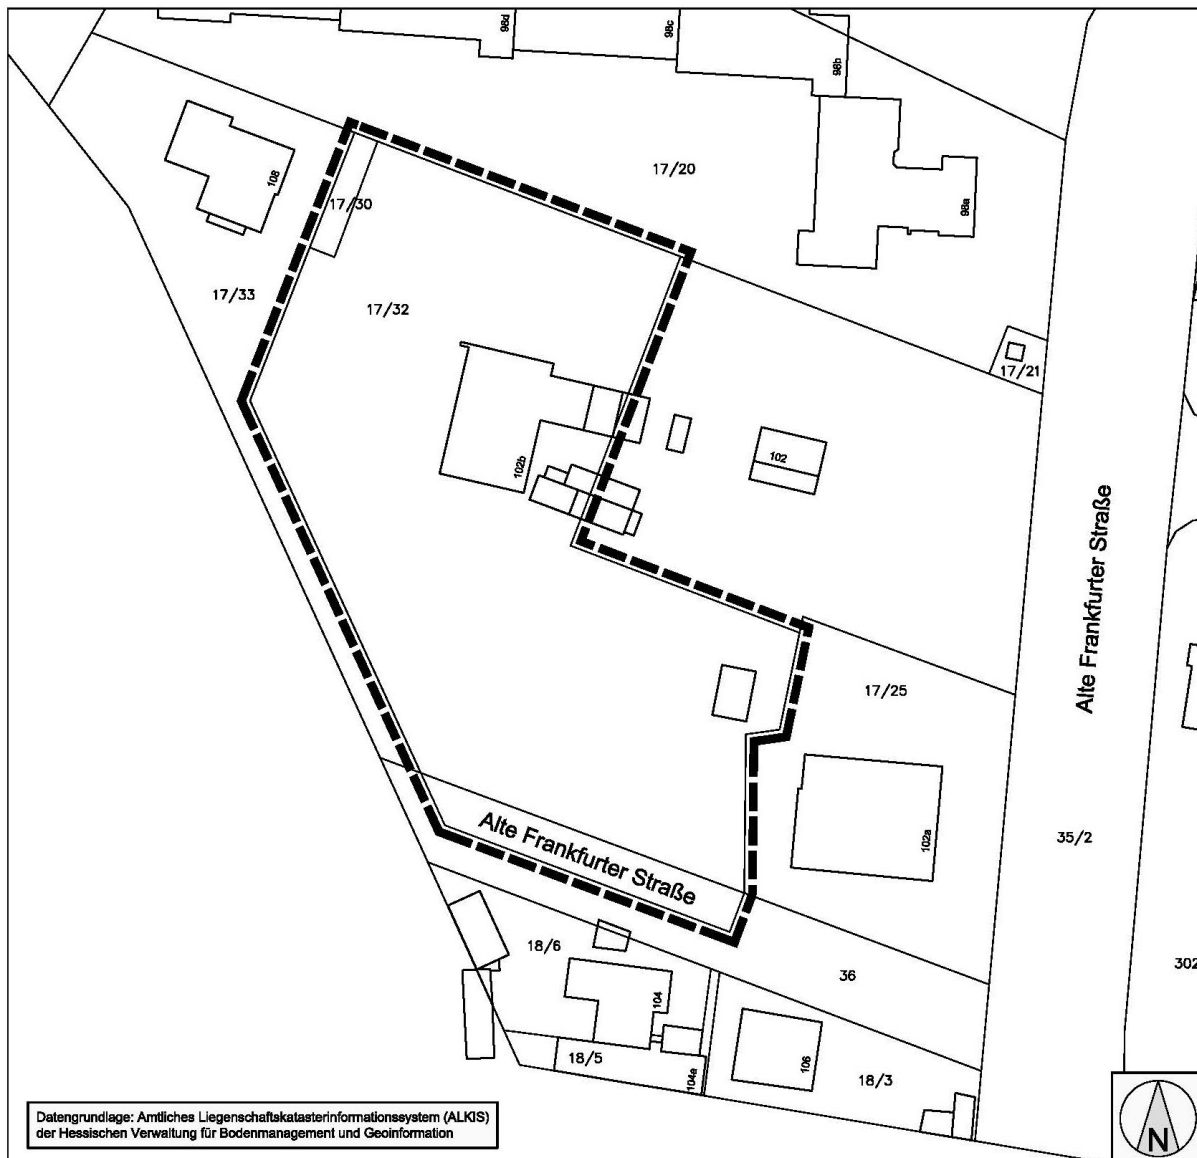 98d
98c
98b
17/20
98a
108
17/30
17/33
17/32
17/21
102
102b
Alte Frankfurter Straße
17/25
102a
35/2
Alte Frankfurter Straße
18/6
36
302
104
18/5
104a
106
18/3
Datengrundlage: Amtliches Liegenschaftskatasterinformationssystem (ALKIS)
der Hessischen Verwaltung für Bodenmanagement und Geoinformation
N